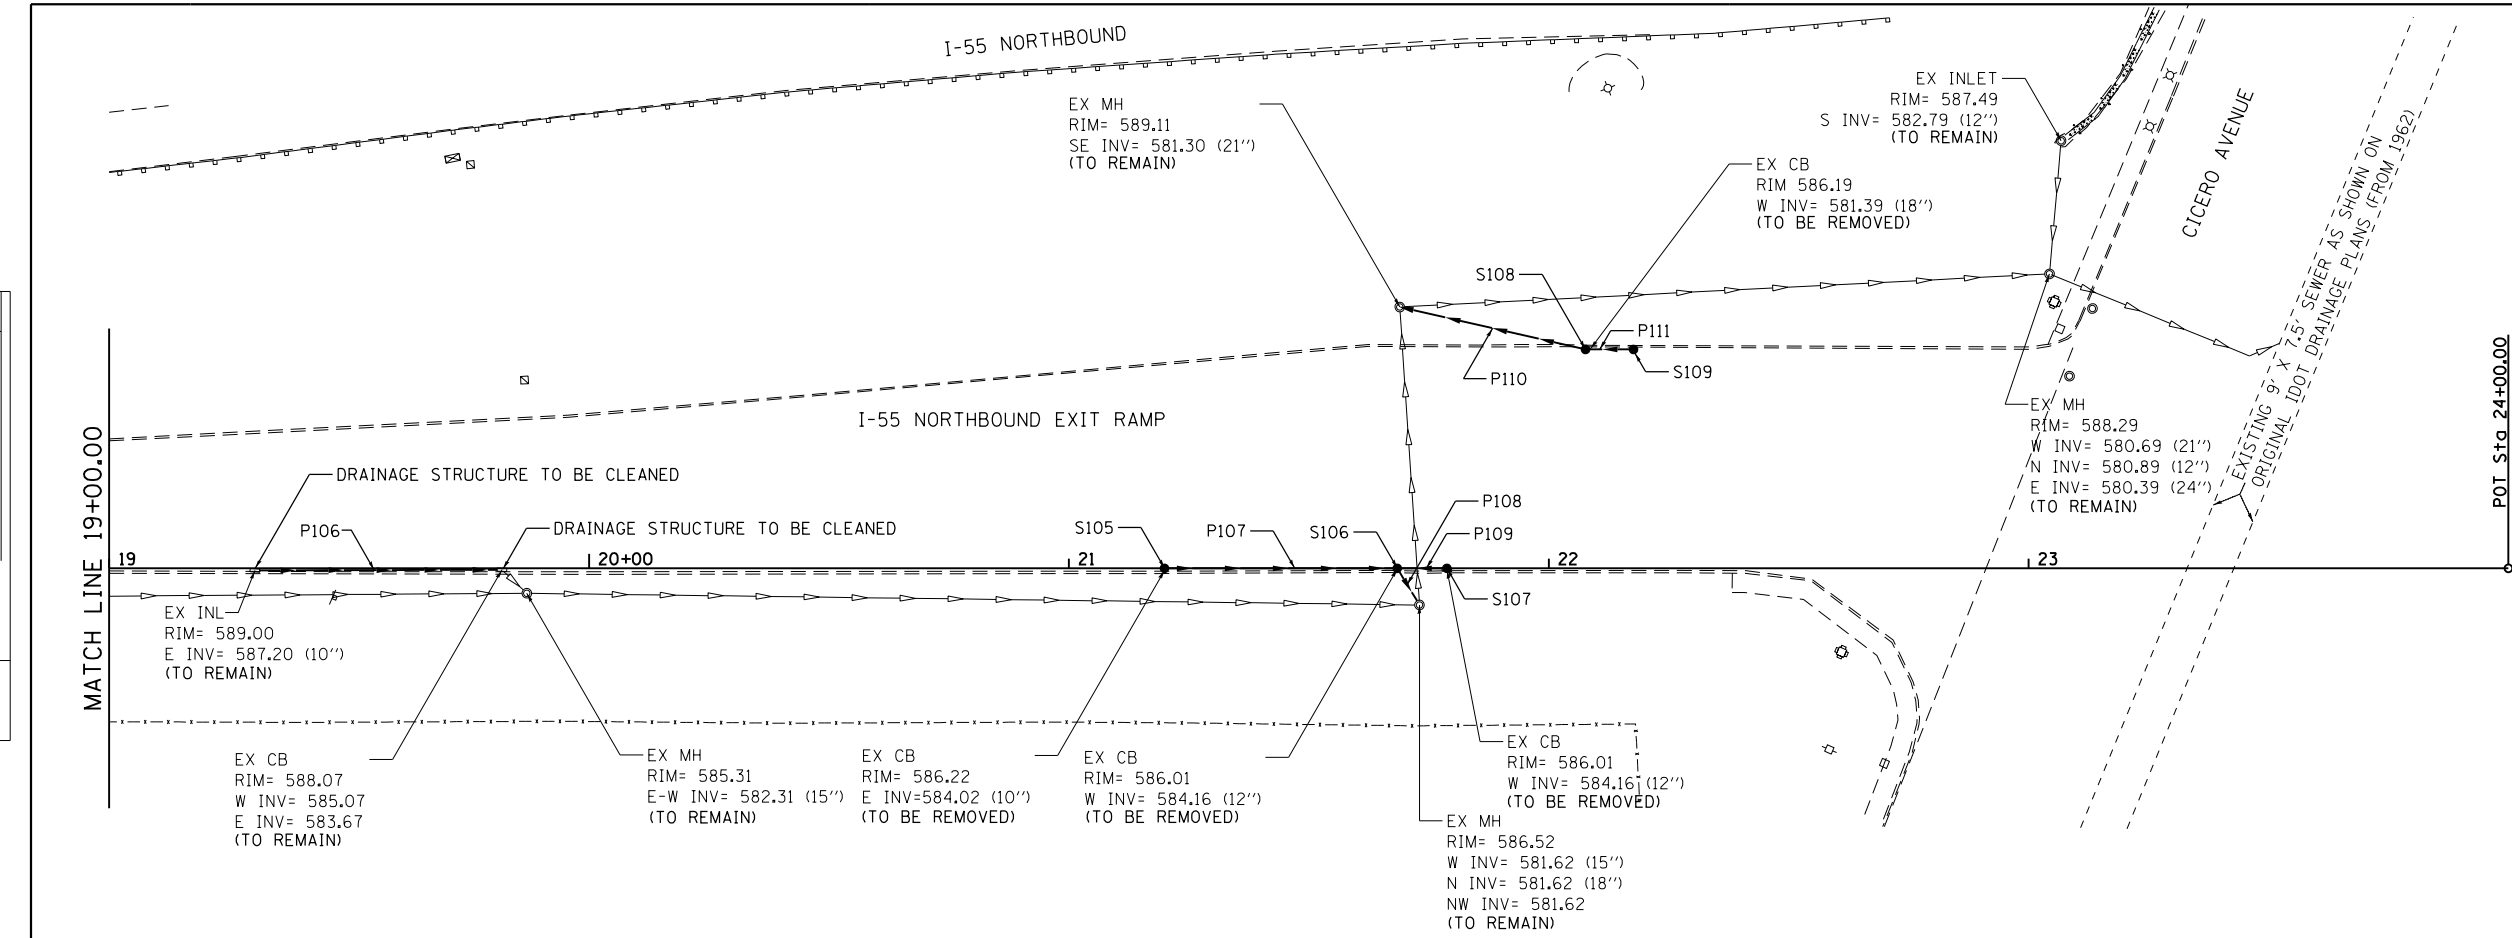 I-55 NORTHBOUND
EX MH
RIM= 589.11
SE INV= 581.30 (21'')
(TO REMAIN)
EX INLET
RIM= 587.49
S INV= 582.79 (12'')
(TO REMAIN)
EX CB
RIM 586.19
W INV= 581.39 (18'')
(TO BE REMOVED)
CICERO AVENUE
EXISTING 9' X 7.5' SEWER AS SHOWN ON
ORIGINAL IDOT DRAINAGE PLANS (FROM 1962)
S108
P111
S109
P110
I-55 NORTHBOUND EXIT RAMP
EX MH
RIM= 588.29
W INV= 580.69 (21'')
N INV= 580.89 (12'')
E INV= 580.39 (24'')
(TO REMAIN)
POT Sta 24+00.00
MATCH LINE 19+00.00
DRAINAGE STRUCTURE TO BE CLEANED
P106
DRAINAGE STRUCTURE TO BE CLEANED
S105
P107
S106
P108
P109
19
20+00
21
22
23
S107
EX INL
RIM= 589.00
E INV= 587.20 (10'')
(TO REMAIN)
EX CB
RIM= 588.07
W INV= 585.07
E INV= 583.67
(TO REMAIN)
EX MH
RIM= 585.31
E-W INV= 582.31 (15'')
(TO REMAIN)
EX CB
RIM= 586.22
E INV=584.02 (10'')
(TO BE REMOVED)
EX CB
RIM= 586.01
W INV= 584.16 (12'')
(TO BE REMOVED)
EX CB
RIM= 586.01
W INV= 584.16 (12'')
(TO BE REMOVED)
EX MH
RIM= 586.52
W INV= 581.62 (15'')
N INV= 581.62 (18'')
NW INV= 581.62
(TO REMAIN)